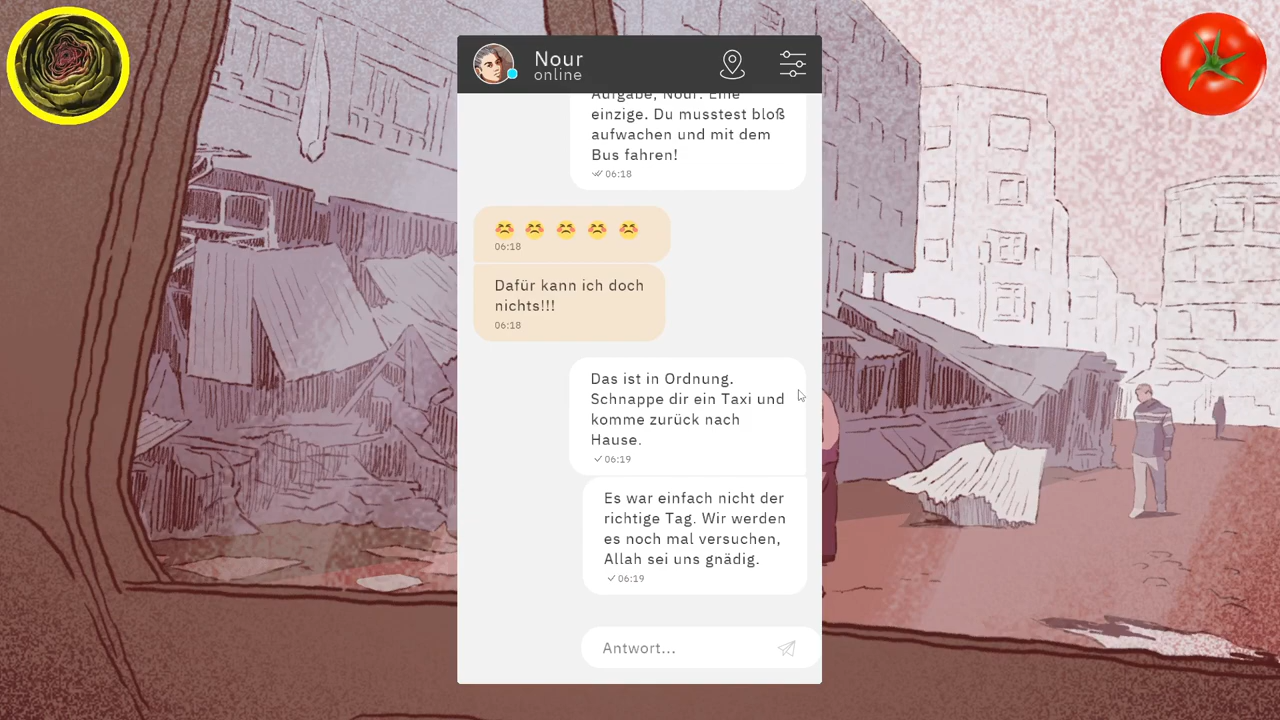 Nour
online
Aufgabe, Nour. Eine
einzige. Du musstest bloß
aufwachen und mit dem
Bus fahren!
06:18
06:18
Dafür kann ich doch
nichts!!!
06:18
Das ist in Ordnung.
Schnappe dir ein Taxi und
komme zurück nach
Hause.
06:19
Es war einfach nicht der
richtige Tag. Wir werden
es noch mal versuchen,
Allah sei uns gnädig.
06:19
Antwort...